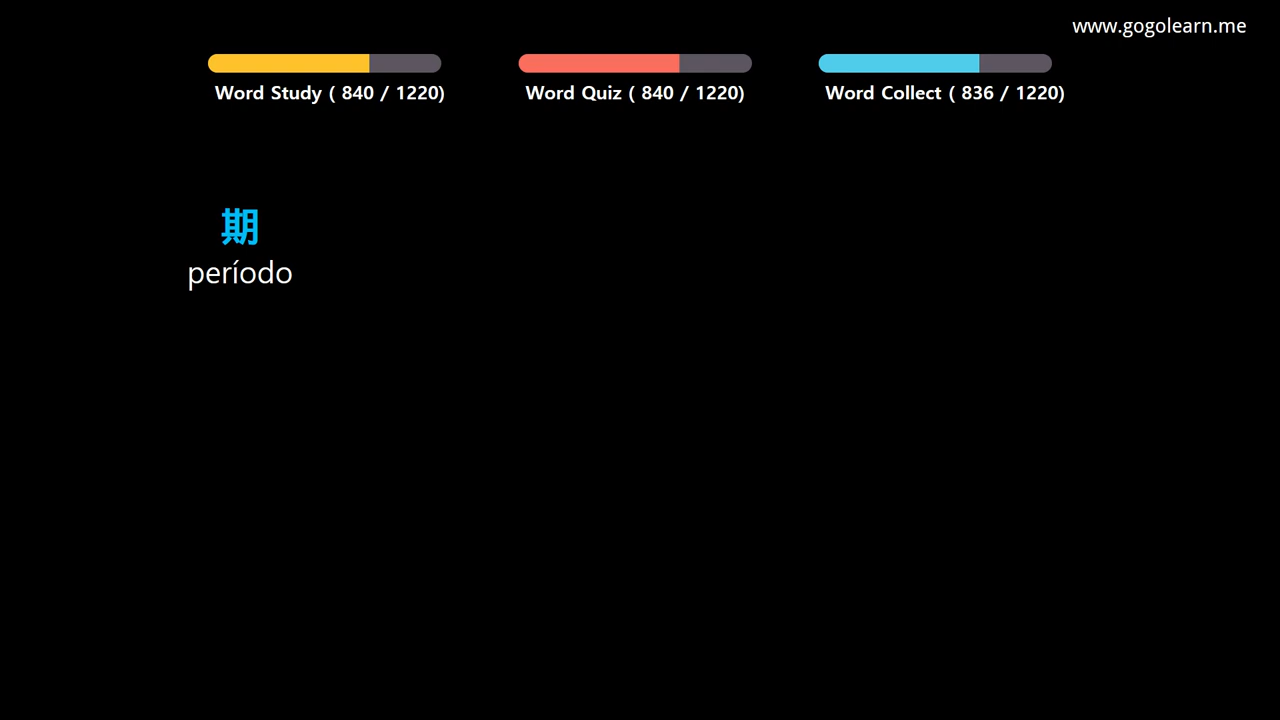 www.gogolearn.me
Word Study ( 840 / 1220)
Word Quiz ( 840 / 1220)
Word Collect ( 836 / 1220)
期
período